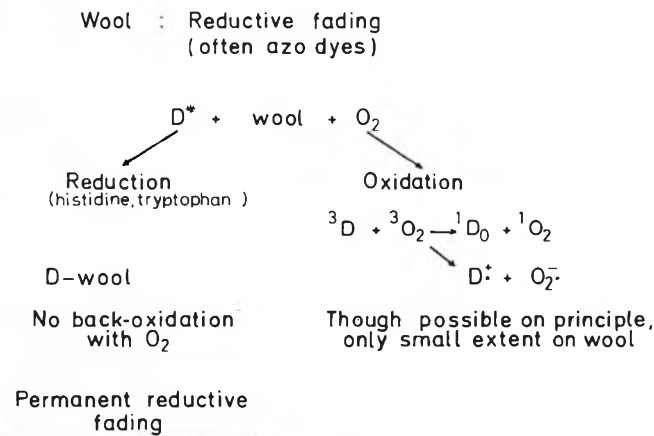 Wool : Reductive fading
(often azo dyes)
D* + wool + O₂
Reduction
(histidine, tryptophan )
D-wool
No back-oxidation
with O₂
Permanent reductive
fading
Oxidation
³D + ³O₂ → ¹D₀ + ¹O₂
D⁺· + O₂⁻·
Though possible on principle,
only small extent on wool